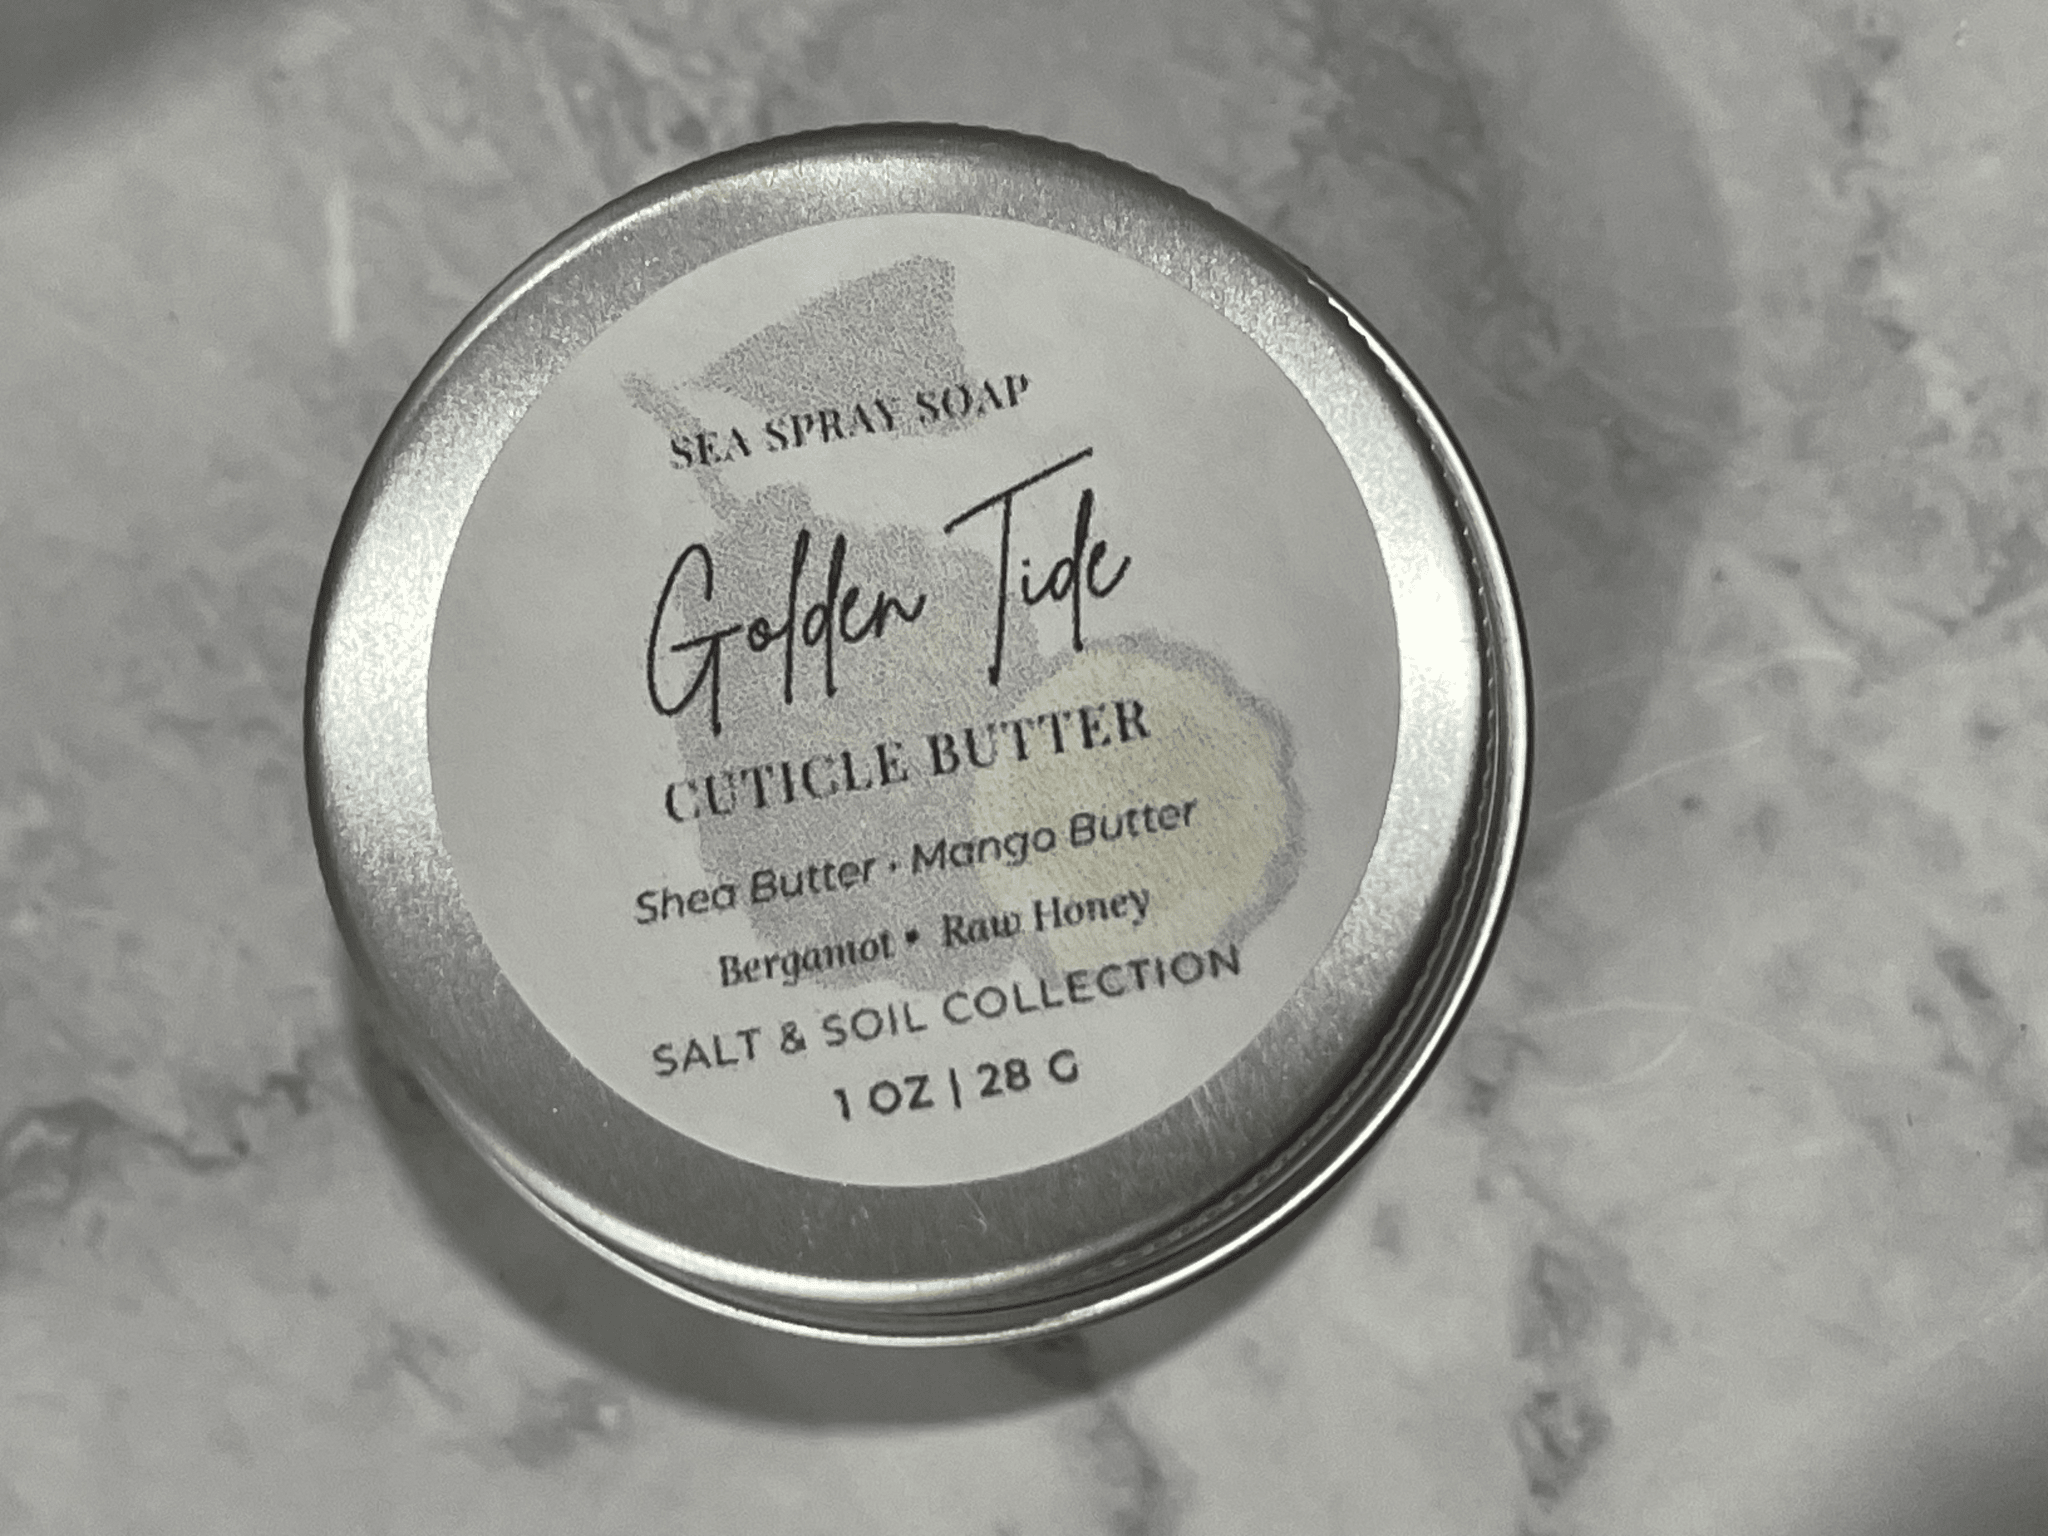 SEA SPRAY SOAP
Golden Tide
CUTICLE BUTTER
Shea Butter · Mango Butter
Bergamot • Raw Honey
SALT & SOIL COLLECTION
1 OZ | 28 G